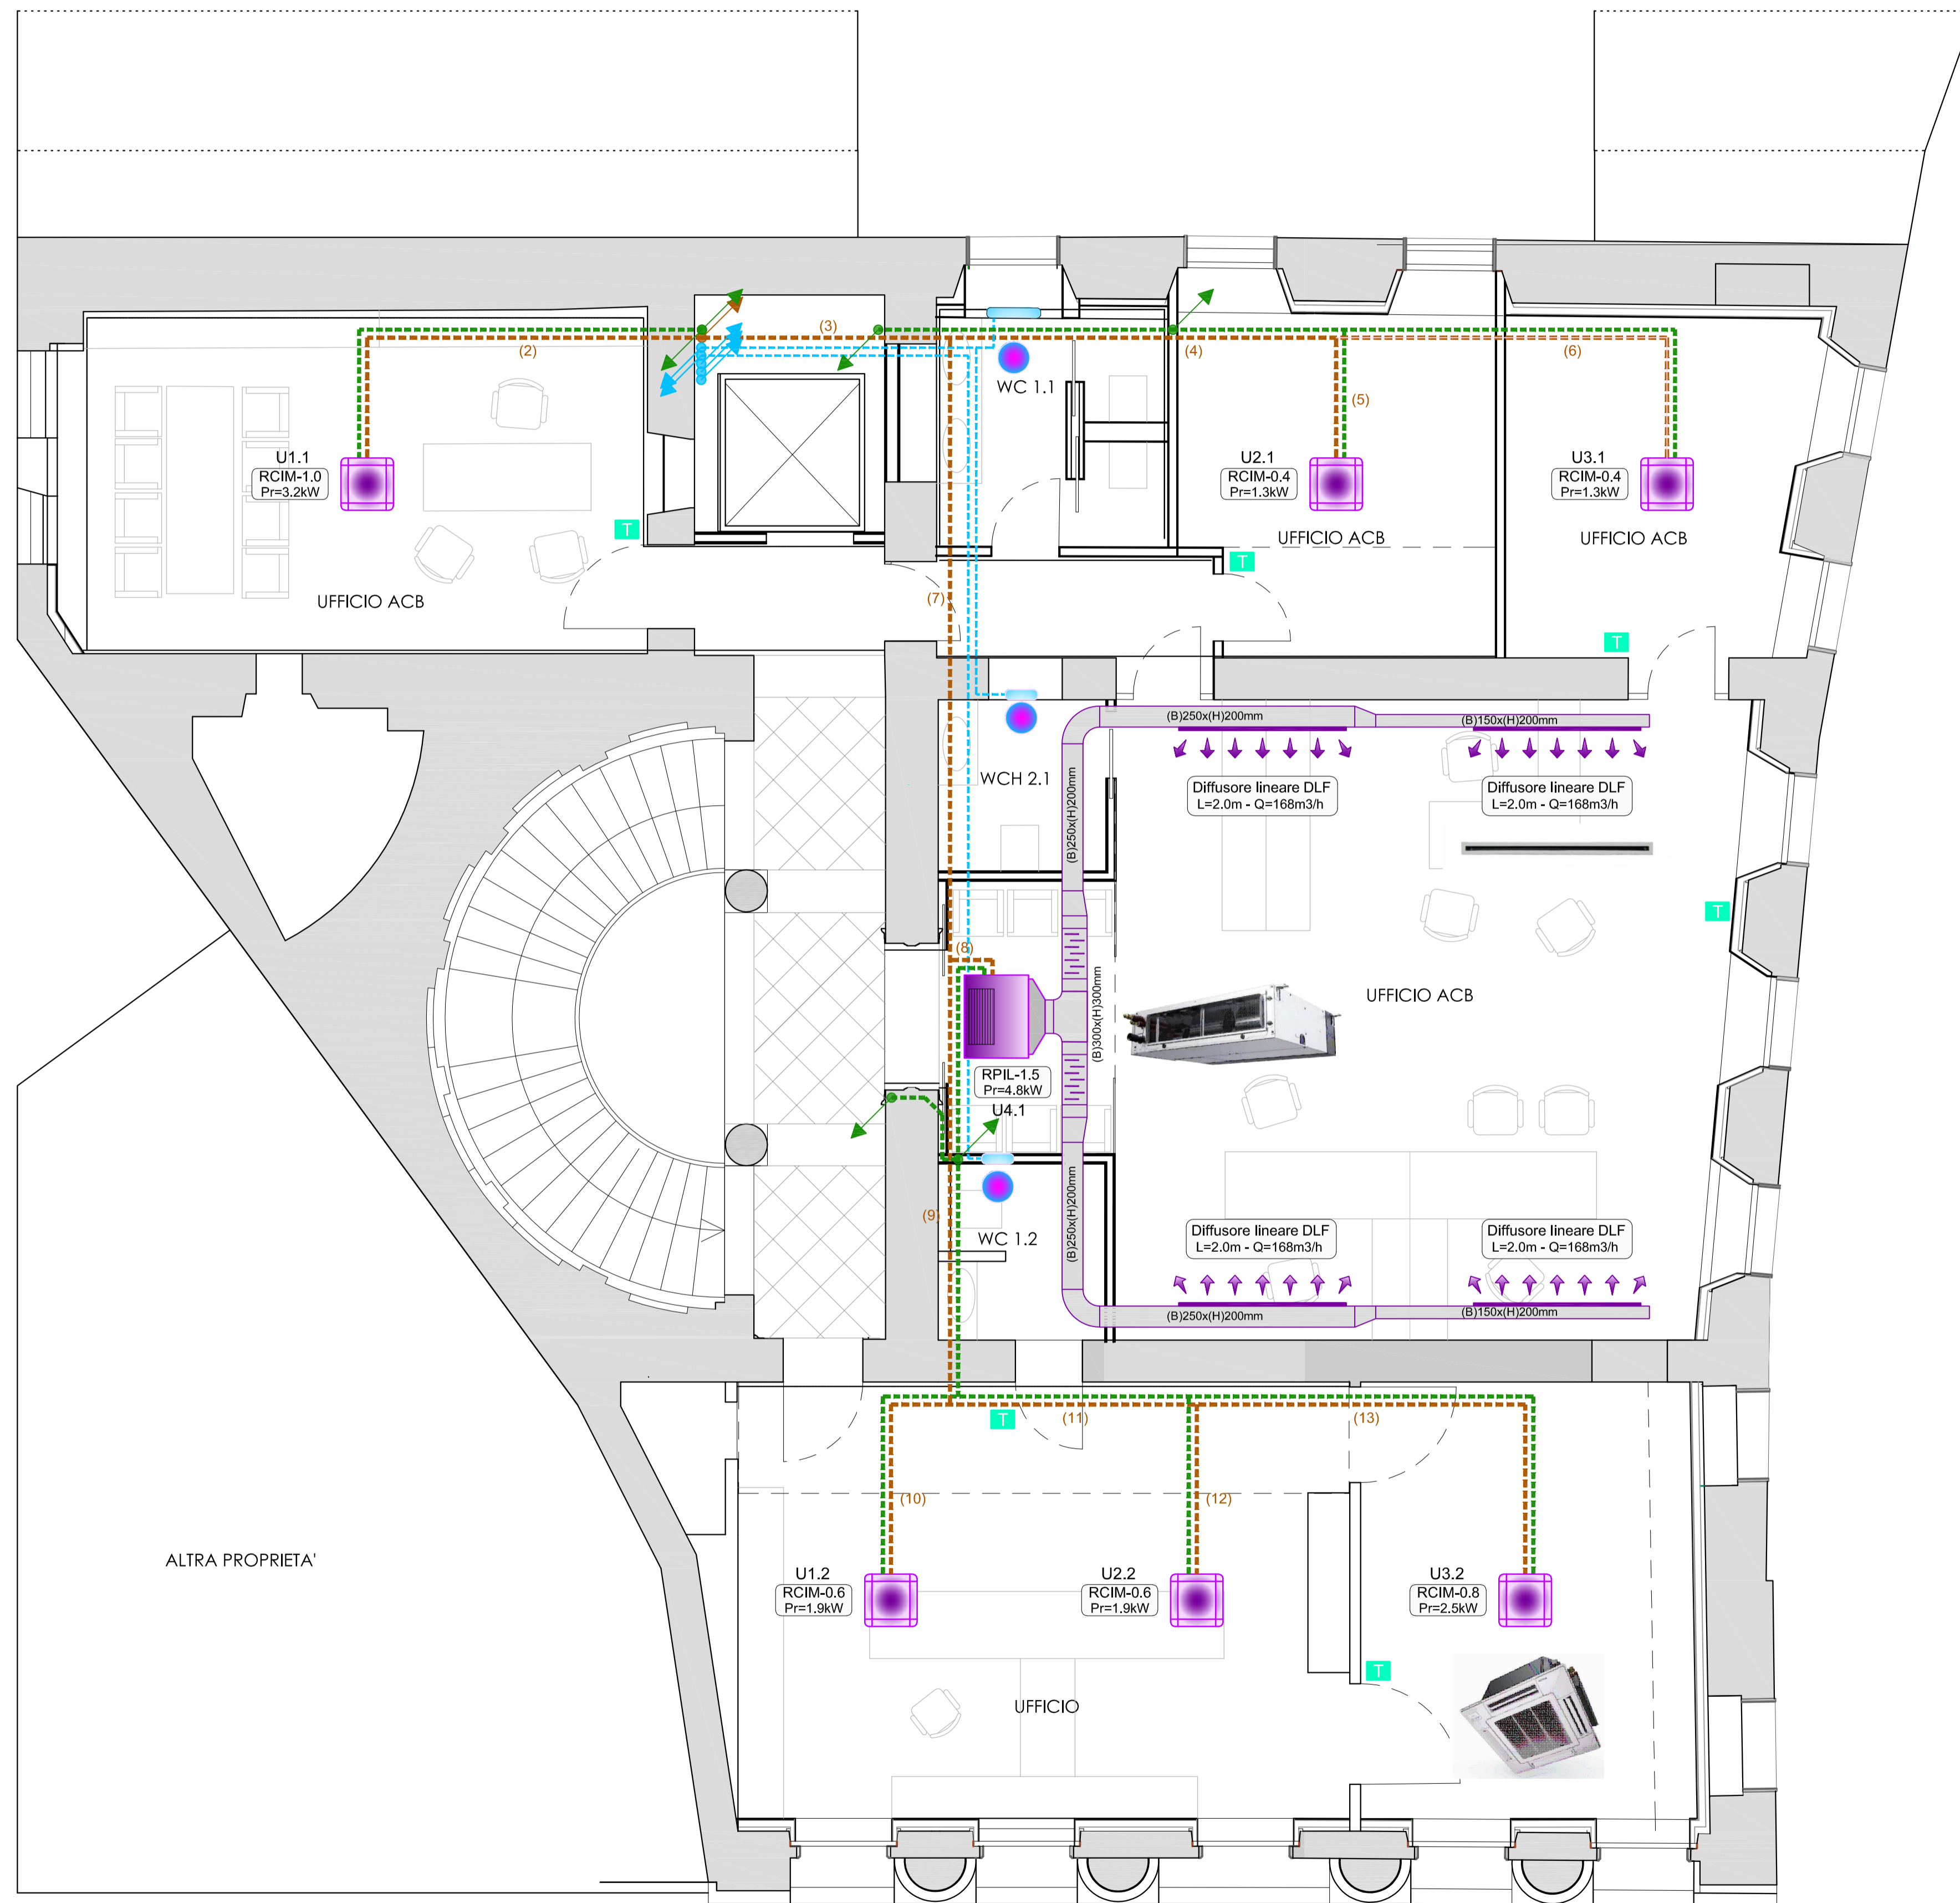 (3)
(2)
(4)
(6)
WC 1.1
(5)
U1.1
RCIM-1.0
Pr=3.2kW
U2.1
RCIM-0.4
Pr=1.3kW
U3.1
RCIM-0.4
Pr=1.3kW
T
UFFICIO ACB
UFFICIO ACB
T
UFFICIO ACB
(7)
T
(B)250x(H)200mm
(B)150x(H)200mm
WCH 2.1
(B)250x(H)200mm
Diffusore lineare DLF
L=2.0m - Q=168m3/h
Diffusore lineare DLF
L=2.0m - Q=168m3/h
T
(8)
(B)300x(H)300mm
UFFICIO ACB
RPIL-1.5
Pr=4.8kW
U4.1
(9)
WC 1.2
(B)250x(H)200mm
Diffusore lineare DLF
L=2.0m - Q=168m3/h
Diffusore lineare DLF
L=2.0m - Q=168m3/h
(B)250x(H)200mm
(B)150x(H)200mm
T
(11)
(13)
(10)
(12)
ALTRA PROPRIETA'
U1.2
RCIM-0.6
Pr=1.9kW
U2.2
RCIM-0.6
Pr=1.9kW
U3.2
RCIM-0.8
Pr=2.5kW
T
UFFICIO